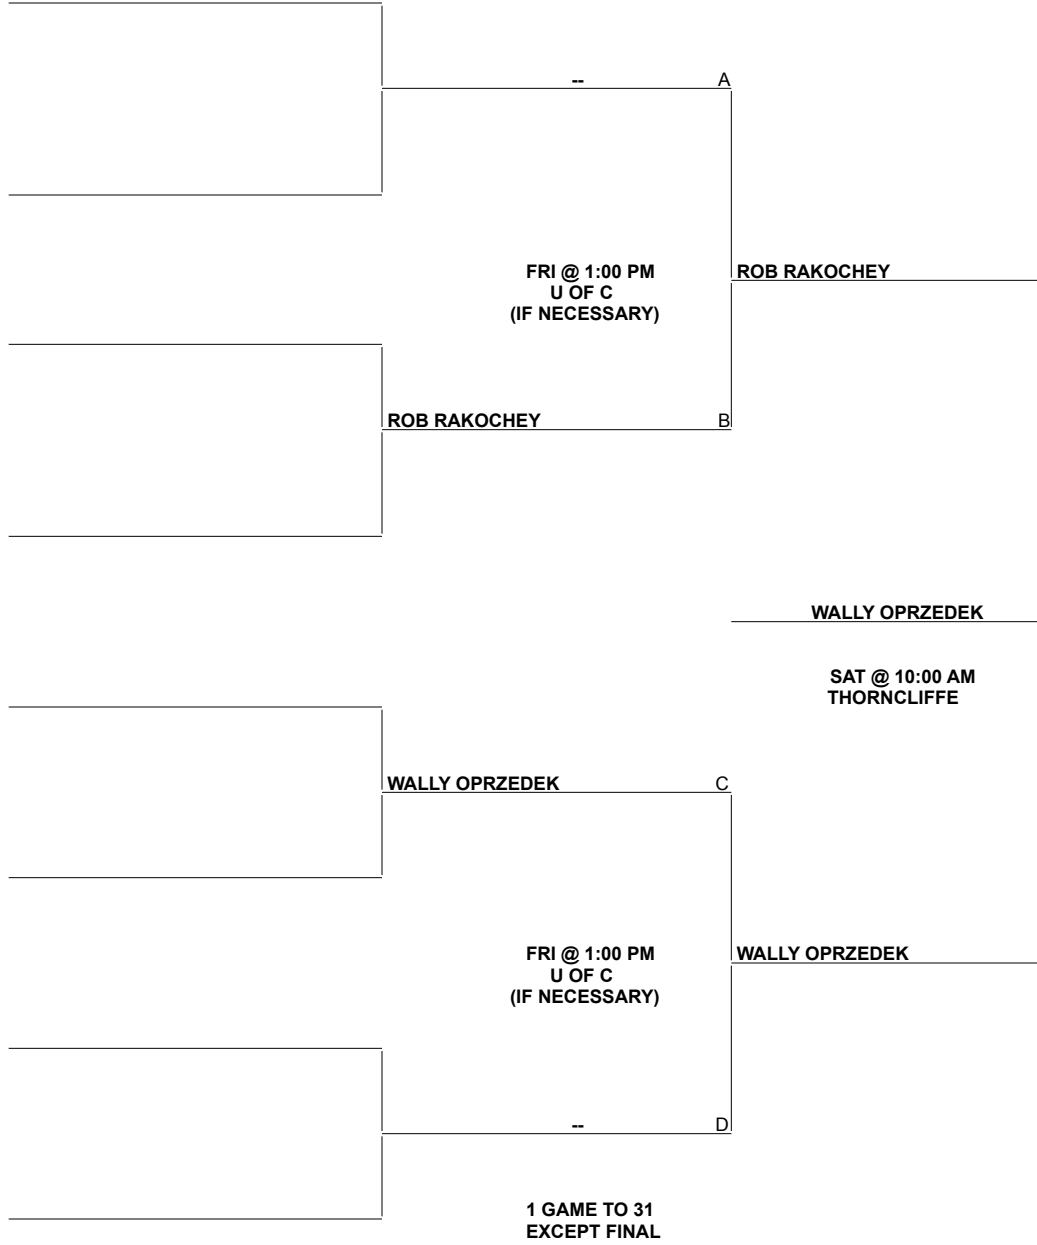 -- A
FRI @ 1:00 PM
U OF C
(IF NECESSARY)
ROB RAKOCHEY
ROB RAKOCHEY B
WALLY OPRZEDEK
SAT @ 10:00 AM
THORNCLIFFE
WALLY OPRZEDEK C
FRI @ 1:00 PM
U OF C
(IF NECESSARY)
WALLY OPRZEDEK
-- D
1 GAME TO 31
EXCEPT FINAL